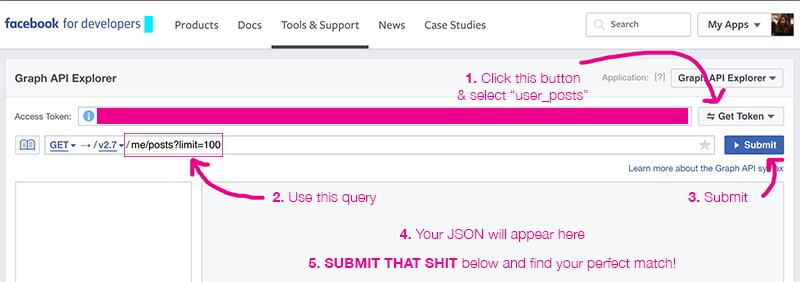 facebook for developers Products Docs Tools & Support News Case Studies Search My Apps
Graph API Explorer
1. Click this button
& select “user_posts”
Application: [?] Graph API Explorer
Access Token: Get Token
GET → / v2.7 / me/posts?limit=100 Submit
Learn more about the Graph API syntax
2. Use this query
3. Submit
4. Your JSON will appear here
5. SUBMIT THAT SHIT below and find your perfect match!